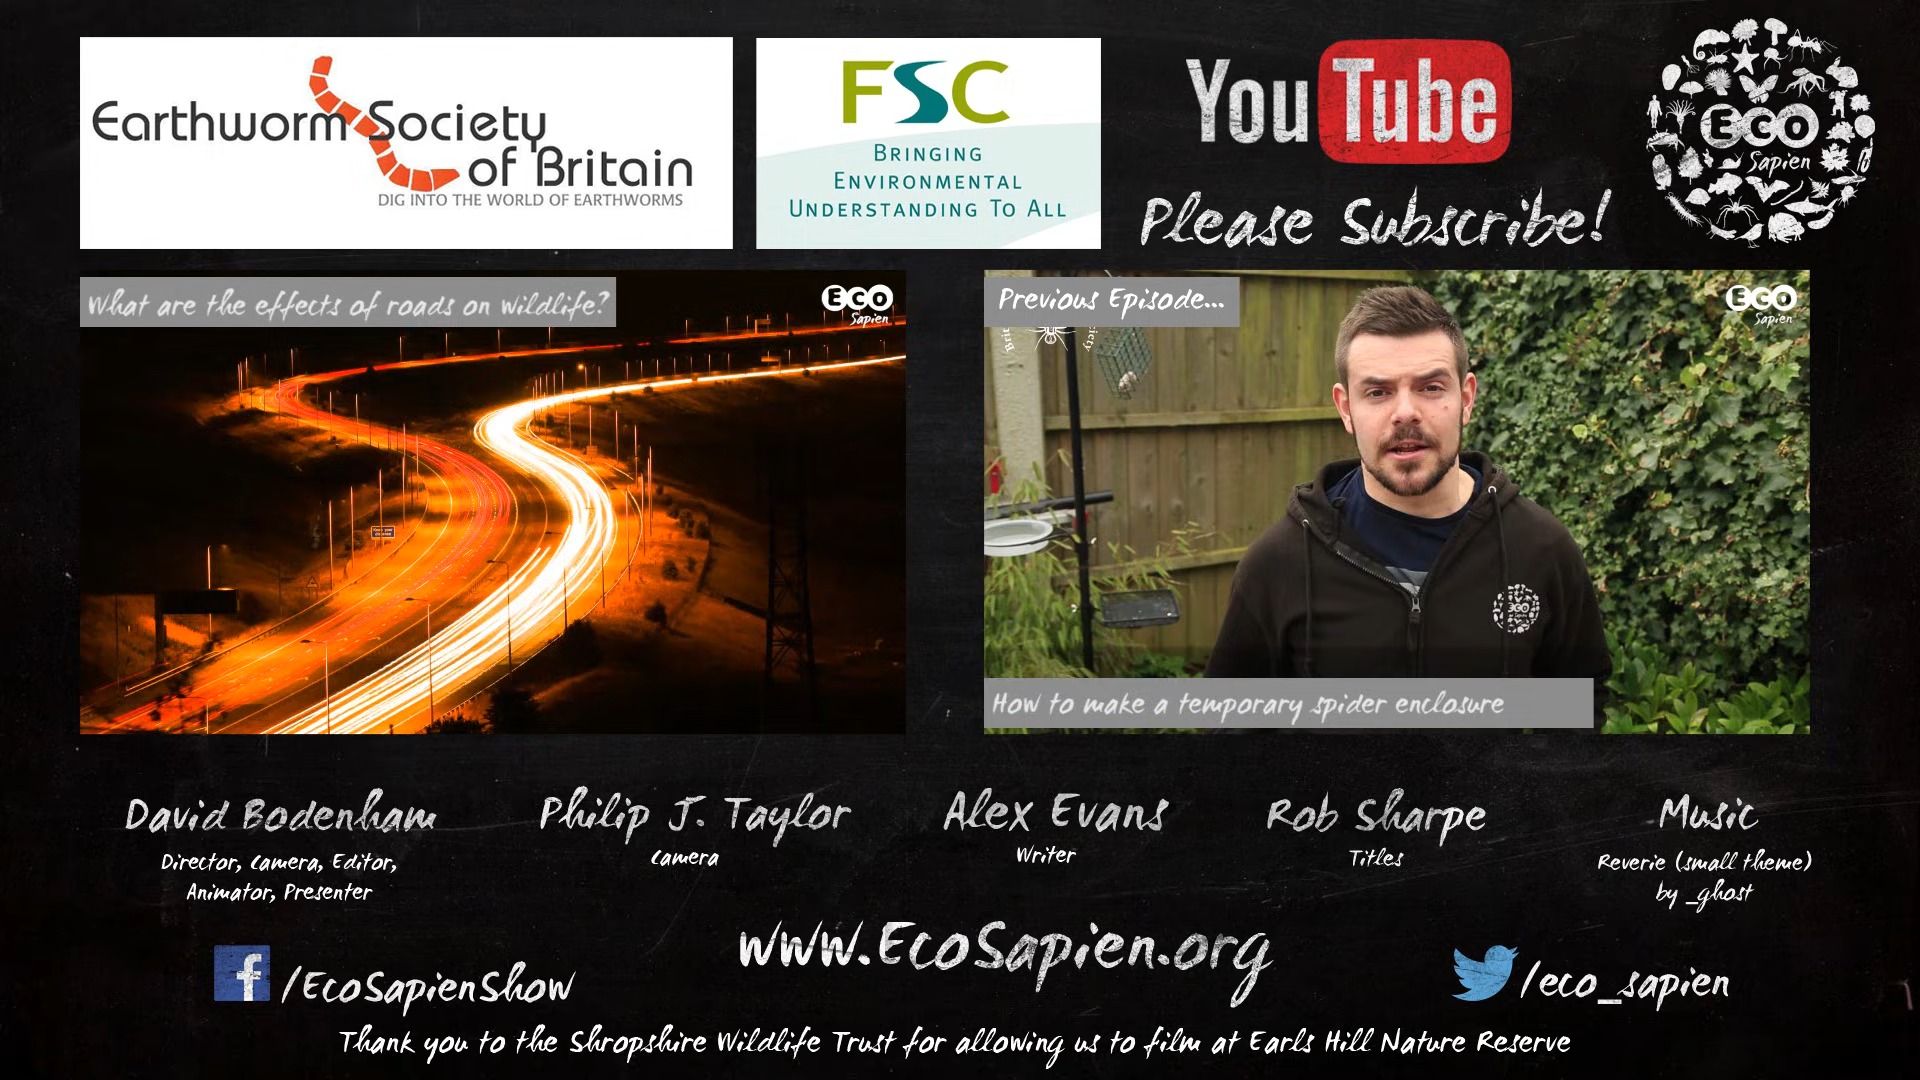 Earthworm Society
of Britain
DIG INTO THE WORLD OF EARTHWORMS
FSC
BRINGING
ENVIRONMENTAL
UNDERSTANDING TO ALL
YouTube
Please Subscribe!
ECO
Sapien
What are the effects of roads on wildlife?
ECO
Sapien
Previous Episode...
ECO
Sapien
ECO
How to make a temporary spider enclosure
David Bodenham
Director, Camera, Editor,
Animator, Presenter
Philip J. Taylor
Camera
Alex Evans
Writer
Rob Sharpe
Titles
Music
Reverie (small theme)
by _ghost
www.EcoSapien.org
f /EcoSapienShow
/eco_sapien
Thank you to the Shropshire Wildlife Trust for allowing us to film at Earls Hill Nature Reserve